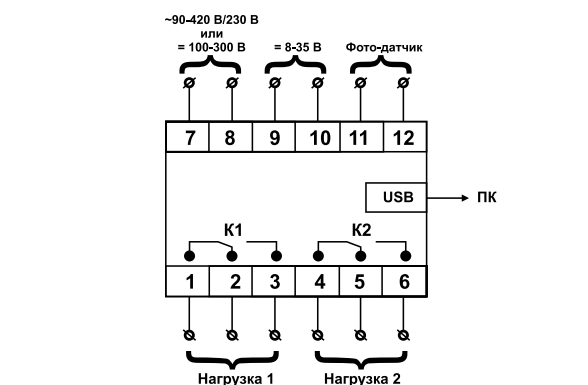 ~90-420 В/230 В
или
= 100-300 В
= 8-35 В
Фото-датчик
7 8 9 10 11 12
USB
ПК
К1 К2
1 2 3 4 5 6
Нагрузка 1 Нагрузка 2